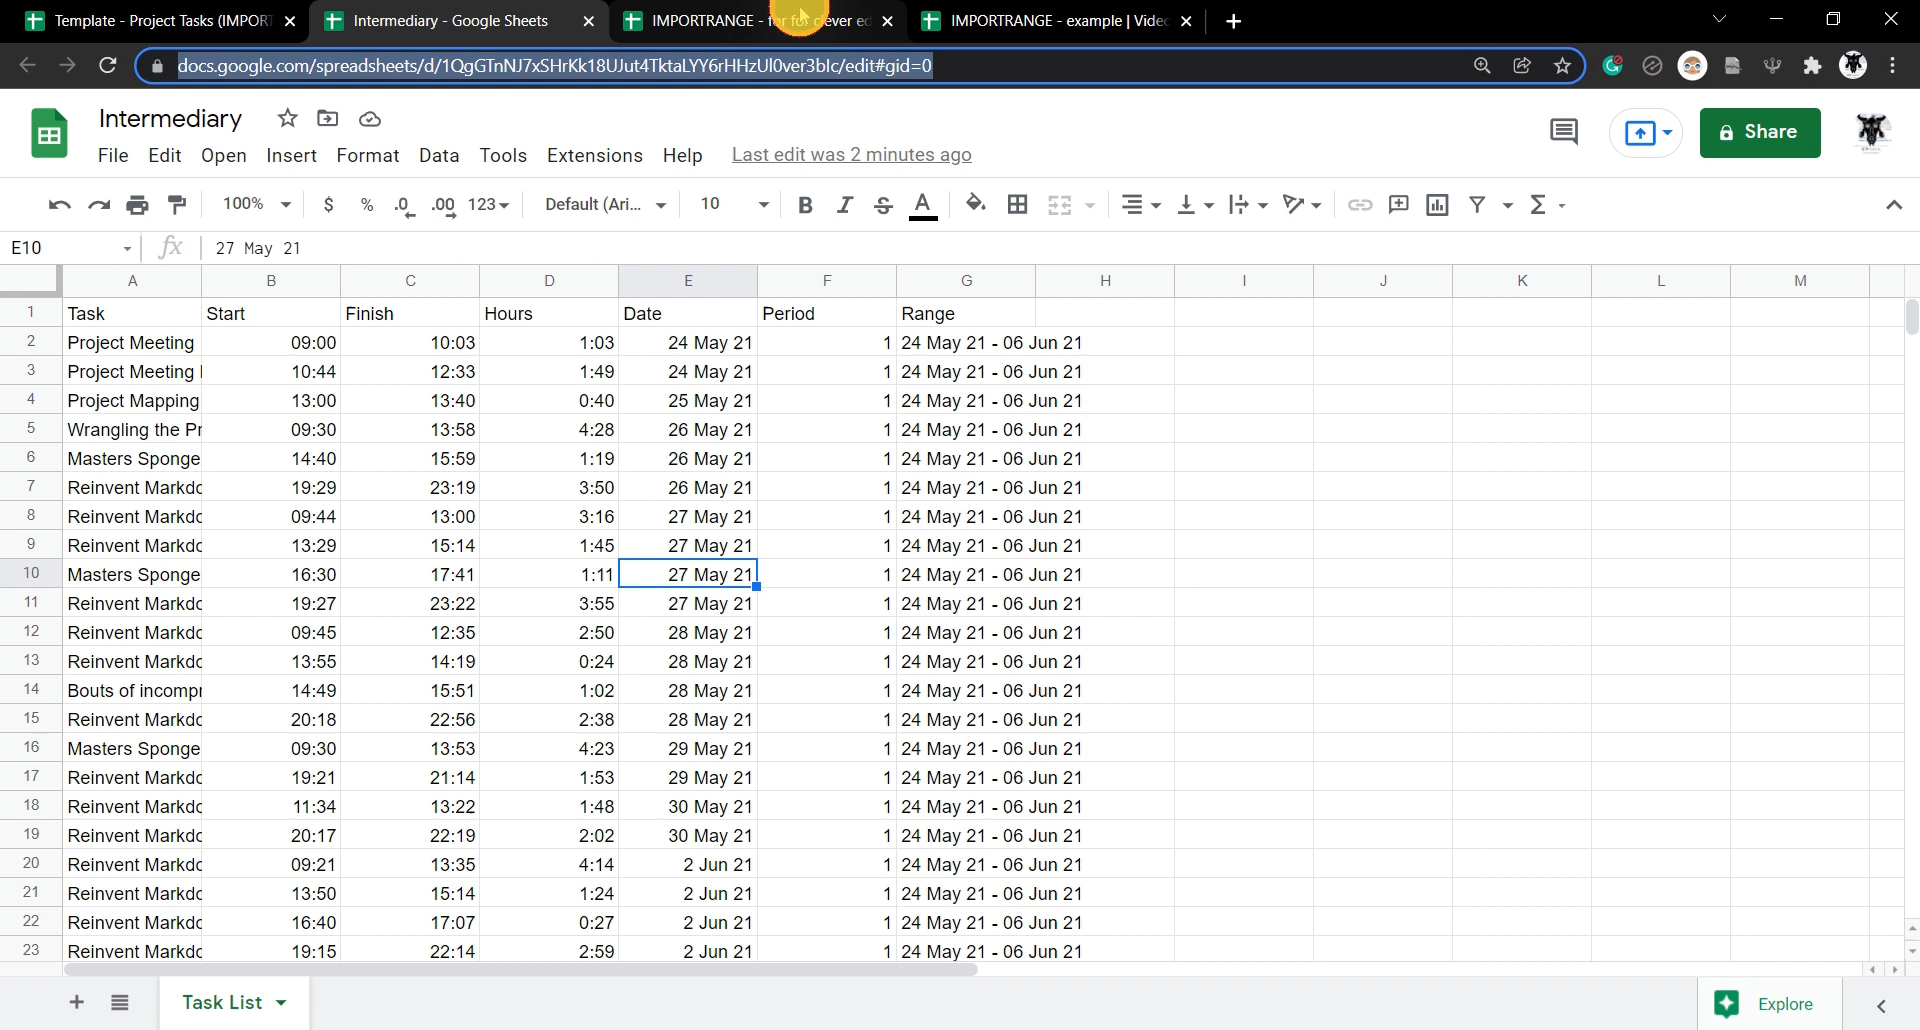 Template - Project Tasks (IMPOR
Intermediary - Google Sheets
IMPORTRANGE - for for clever ed
IMPORTRANGE - example | Vide
docs.google.com/spreadsheets/d/1QgGTnNJ7xSHrKk18UJut4TktaLYY6rHHzUl0ver3blc/edit#gid=0
Intermediary
File Edit Open Insert Format Data Tools Extensions Help Last edit was 2 minutes ago
Share
100% $ % .0 .00 123 Default (Ari... 10 B I S A
E10 fx 27 May 21
A B C D E F G H I J K L M
1 Task Start Finish Hours Date Period Range
2 Project Meeting 09:00 10:03 1:03 24 May 21 1 24 May 21 - 06 Jun 21
3 Project Meeting 10:44 12:33 1:49 24 May 21 1 24 May 21 - 06 Jun 21
4 Project Mapping 13:00 13:40 0:40 25 May 21 1 24 May 21 - 06 Jun 21
5 Wrangling the Pr 09:30 13:58 4:28 26 May 21 1 24 May 21 - 06 Jun 21
6 Masters Sponge 14:40 15:59 1:19 26 May 21 1 24 May 21 - 06 Jun 21
7 Reinvent Markdc 19:29 23:19 3:50 26 May 21 1 24 May 21 - 06 Jun 21
8 Reinvent Markdc 09:44 13:00 3:16 27 May 21 1 24 May 21 - 06 Jun 21
9 Reinvent Markdc 13:29 15:14 1:45 27 May 21 1 24 May 21 - 06 Jun 21
10 Masters Sponge 16:30 17:41 1:11 27 May 21 1 24 May 21 - 06 Jun 21
11 Reinvent Markdc 19:27 23:22 3:55 27 May 21 1 24 May 21 - 06 Jun 21
12 Reinvent Markdc 09:45 12:35 2:50 28 May 21 1 24 May 21 - 06 Jun 21
13 Reinvent Markdc 13:55 14:19 0:24 28 May 21 1 24 May 21 - 06 Jun 21
14 Bouts of incompr 14:49 15:51 1:02 28 May 21 1 24 May 21 - 06 Jun 21
15 Reinvent Markdc 20:18 22:56 2:38 28 May 21 1 24 May 21 - 06 Jun 21
16 Masters Sponge 09:30 13:53 4:23 29 May 21 1 24 May 21 - 06 Jun 21
17 Reinvent Markdc 19:21 21:14 1:53 29 May 21 1 24 May 21 - 06 Jun 21
18 Reinvent Markdc 11:34 13:22 1:48 30 May 21 1 24 May 21 - 06 Jun 21
19 Reinvent Markdc 20:17 22:19 2:02 30 May 21 1 24 May 21 - 06 Jun 21
20 Reinvent Markdc 09:21 13:35 4:14 2 Jun 21 1 24 May 21 - 06 Jun 21
21 Reinvent Markdc 13:50 15:14 1:24 2 Jun 21 1 24 May 21 - 06 Jun 21
22 Reinvent Markdc 16:40 17:07 0:27 2 Jun 21 1 24 May 21 - 06 Jun 21
23 Reinvent Markdc 19:15 22:14 2:59 2 Jun 21 1 24 May 21 - 06 Jun 21
Task List
Explore